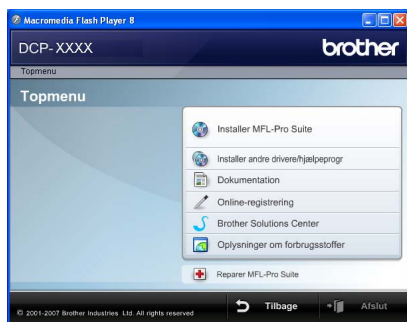 Macromedia Flash Player 8
DCP-XXXX
brother
Topmenu
Topmenu
Installer MFL-Pro Suite
Installer andre drivere/hjælpeprogr
Dokumentation
Online-registrering
Brother Solutions Center
Oplysninger om forbrugsstoffer
Reparer MFL-Pro Suite
© 2001-2007 Brother Industries Ltd. All rights reserved
Tilbage
Afslut